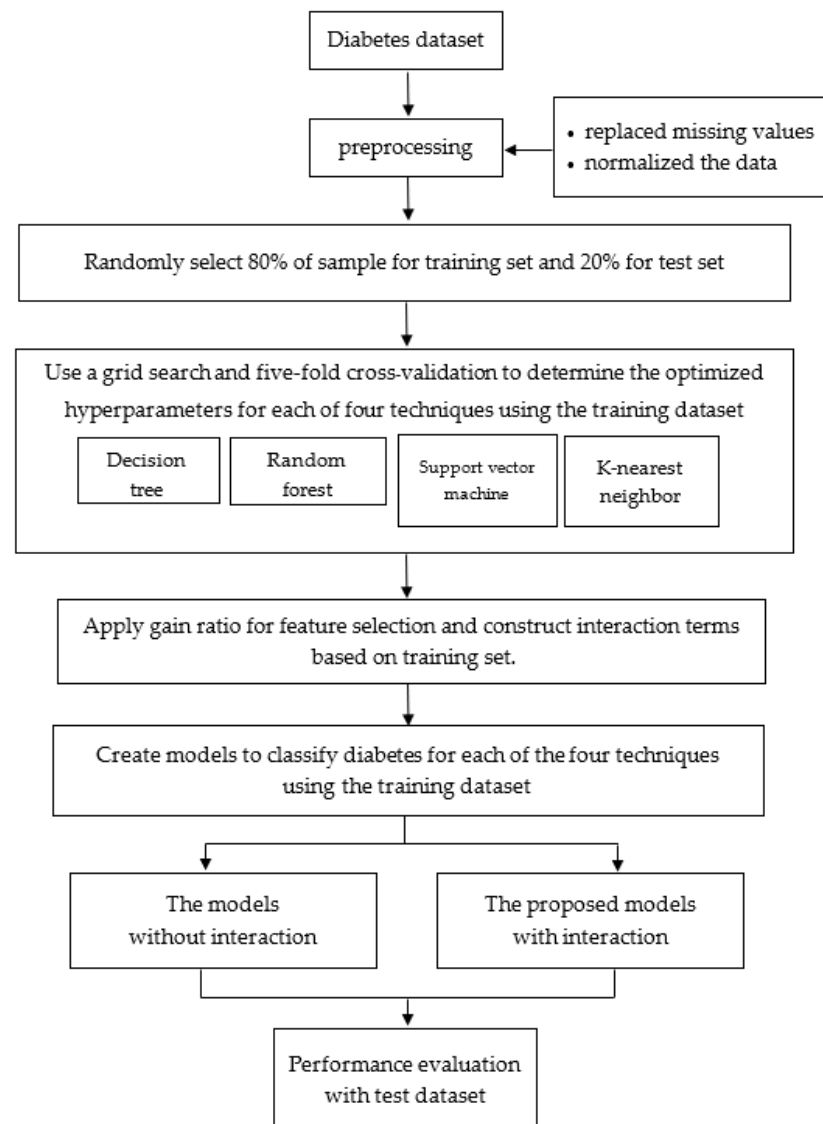 Diabetes dataset
preprocessing
• replaced missing values
• normalized the data
Randomly select 80% of sample for training set and 20% for test set
Use a grid search and five-fold cross-validation to determine the optimized
hyperparameters for each of four techniques using the training dataset
Decision
tree
Random
forest
Support vector
machine
K-nearest
neighbor
Apply gain ratio for feature selection and construct interaction terms
based on training set.
Create models to classify diabetes for each of the four techniques
using the training dataset
The models
without interaction
The proposed models
with interaction
Performance evaluation
with test dataset